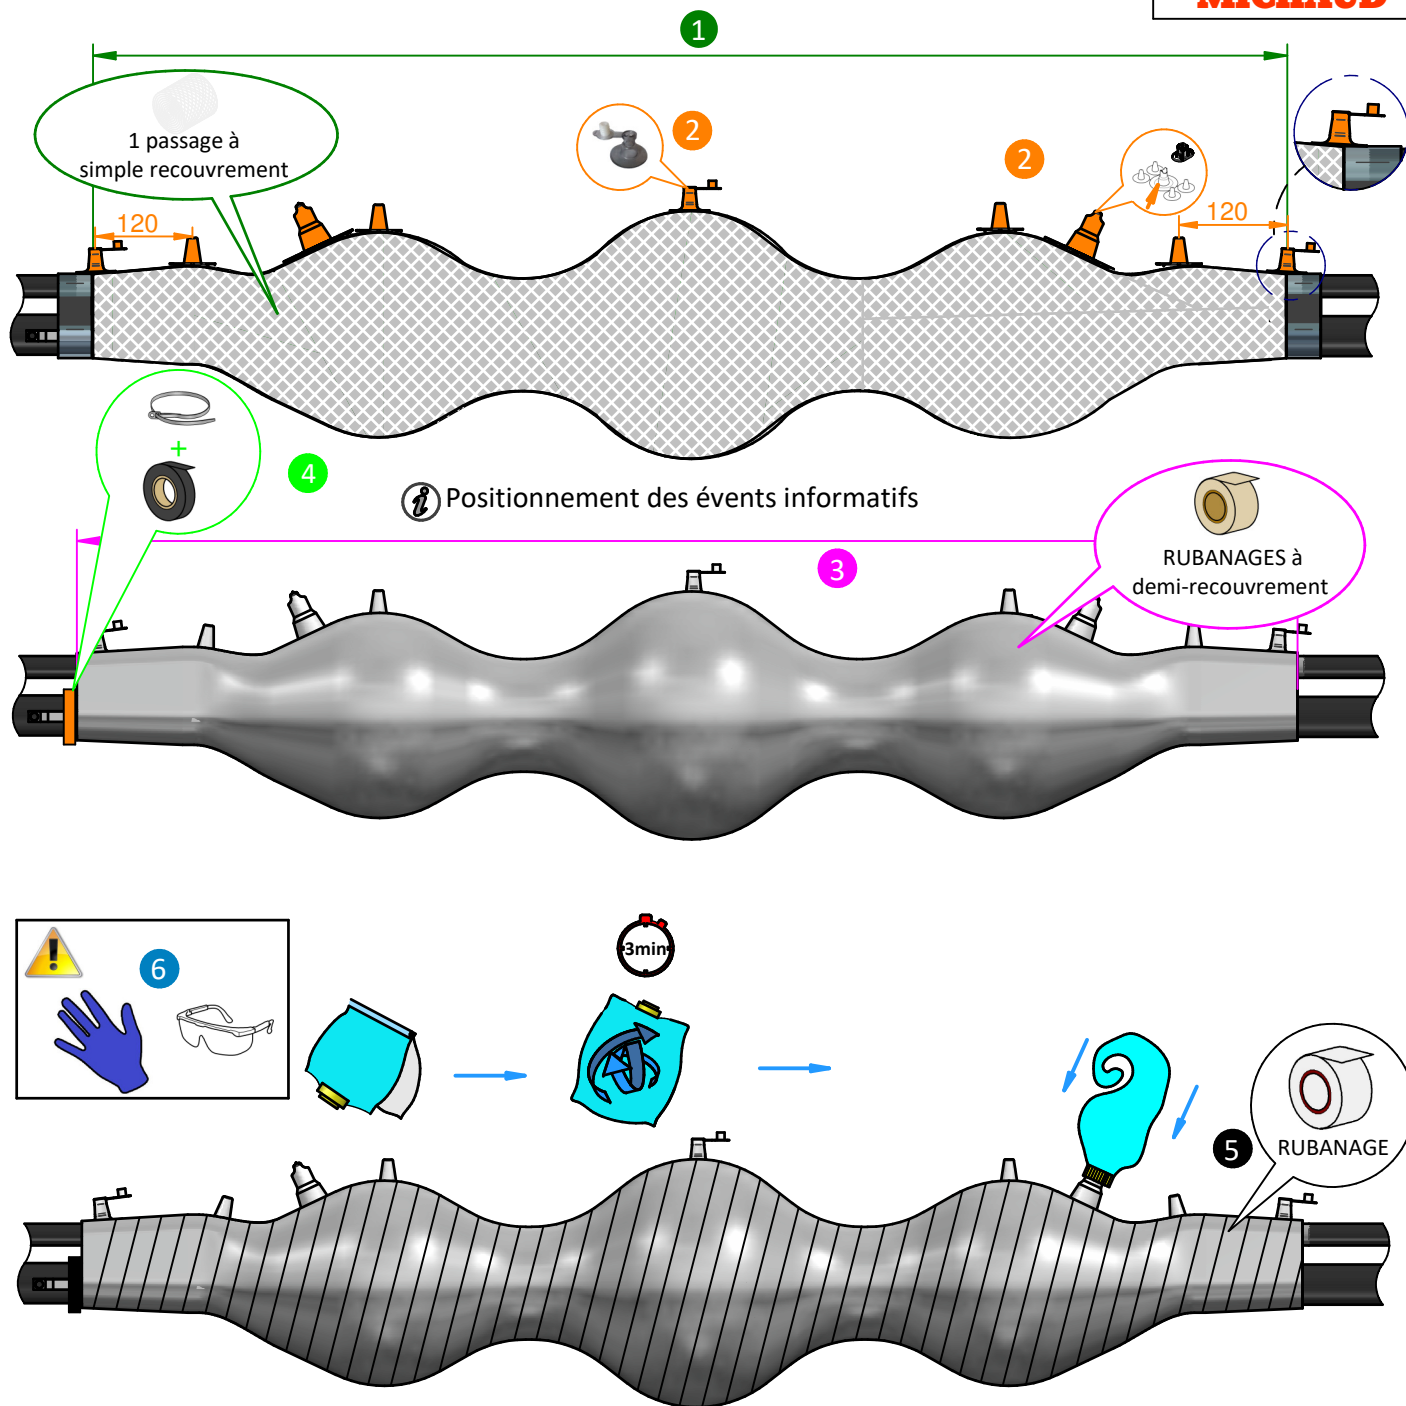 MICHAUD
1
1 passage à
simple recouvrement
2
2
120
120
+
4
i Positionnement des évents informatifs
3
RUBANAGES à
demi-recouvrement
! 6
3min
5
RUBANAGE